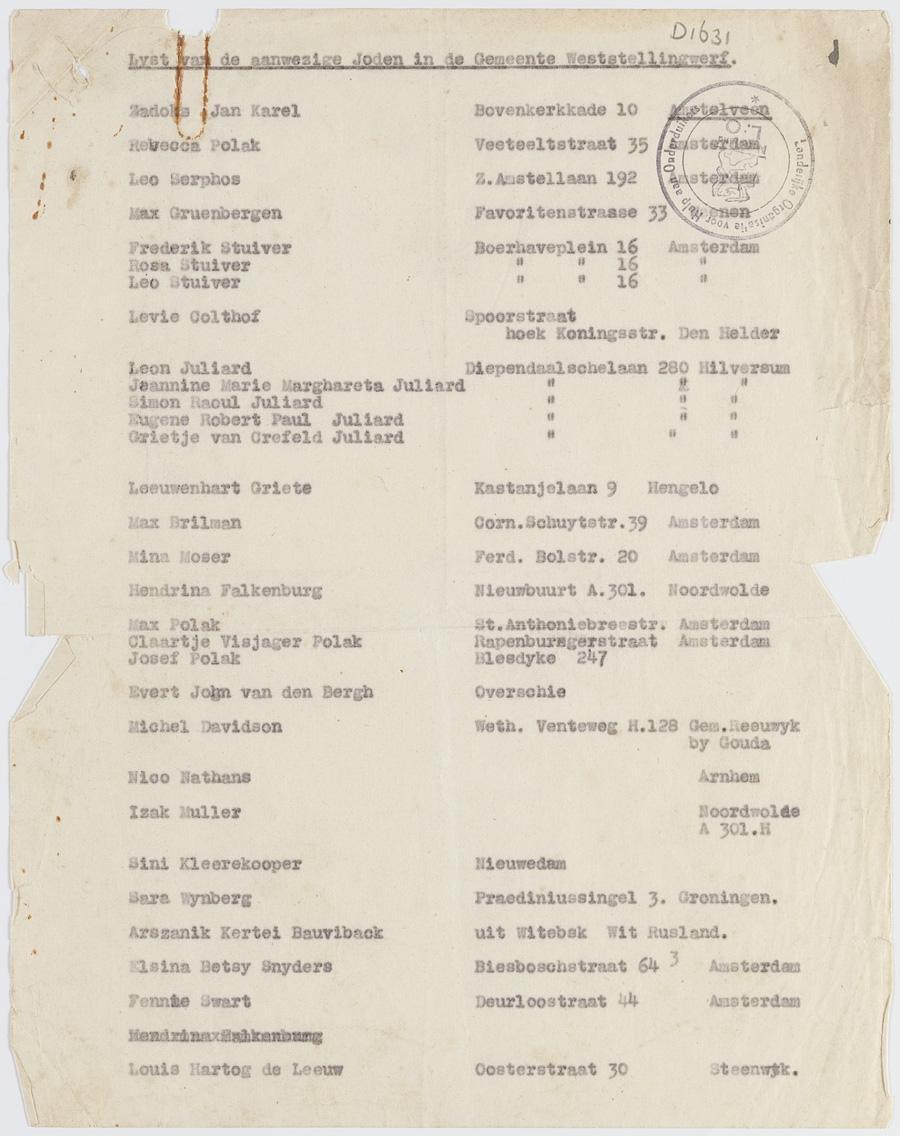 D1631
Lyst van de aanwezige Joden in de Gemeente Weststellingwerf.
Landelijke Organisatie voor Hulp aan Onderduikers
Zadoks Jan Karel Bovenkerkkade 10 Amstelveen
Rebecca Polak Veeteeltstraat 35 Amsterdam
Leo Serphos Z.Amstellaan 192 Amsterdam
Max Gruenbergen Favoritenstrasse 33
Frederik Stuiver Boerhaveplein 16 Amsterdam
Rosa Stuiver " " 16 "
Leo Stuiver " " 16 "
Levie Colthof Spoorstraat
hoek Koningsstr. Den Helder
Leon Juliard Diependaalschelaan 280 Hilversum
Jeannine Marie Marghareta Juliard " " "
Simon Raoul Juliard " " "
Eugene Robert Paul Juliard " " "
Grietje van Crefeld Juliard " " "
Leeuwenhart Griete Kastanjelaan 9 Hengelo
Max Brilman Corn.Schuytstr.39 Amsterdam
Mina Moser Ferd. Bolstr. 20 Amsterdam
Hendrina Falkenburg Nieuwbuurt A.301. Noordwolde
Max Polak St.Anthoniebreestr. Amsterdam
Claartje Visjager Polak Amsterdam
Josef Polak Blesdyke 247
Evert John van den Bergh Overschie
Michel Davidson Weth. Venteweg H.128 Gem.Reeuwyk
by Gouda
Nico Nathans Arnhem
Izak Muller Noordwolde
A 301.H
Sini Kleerekooper Nieuwedam
Sara Wynberg Praediniussingel 3. Groningen.
Arszanik Kertei Bauviback uit Witebsk Wit Rusland.
Elsina Betsy Snyders Biesboschstraat 64 3 Amsterdam
Fennie Swart Deurloostraat 44 Amsterdam
Louis Hartog de Leeuw Oosterstraat 30 Steenwyk.